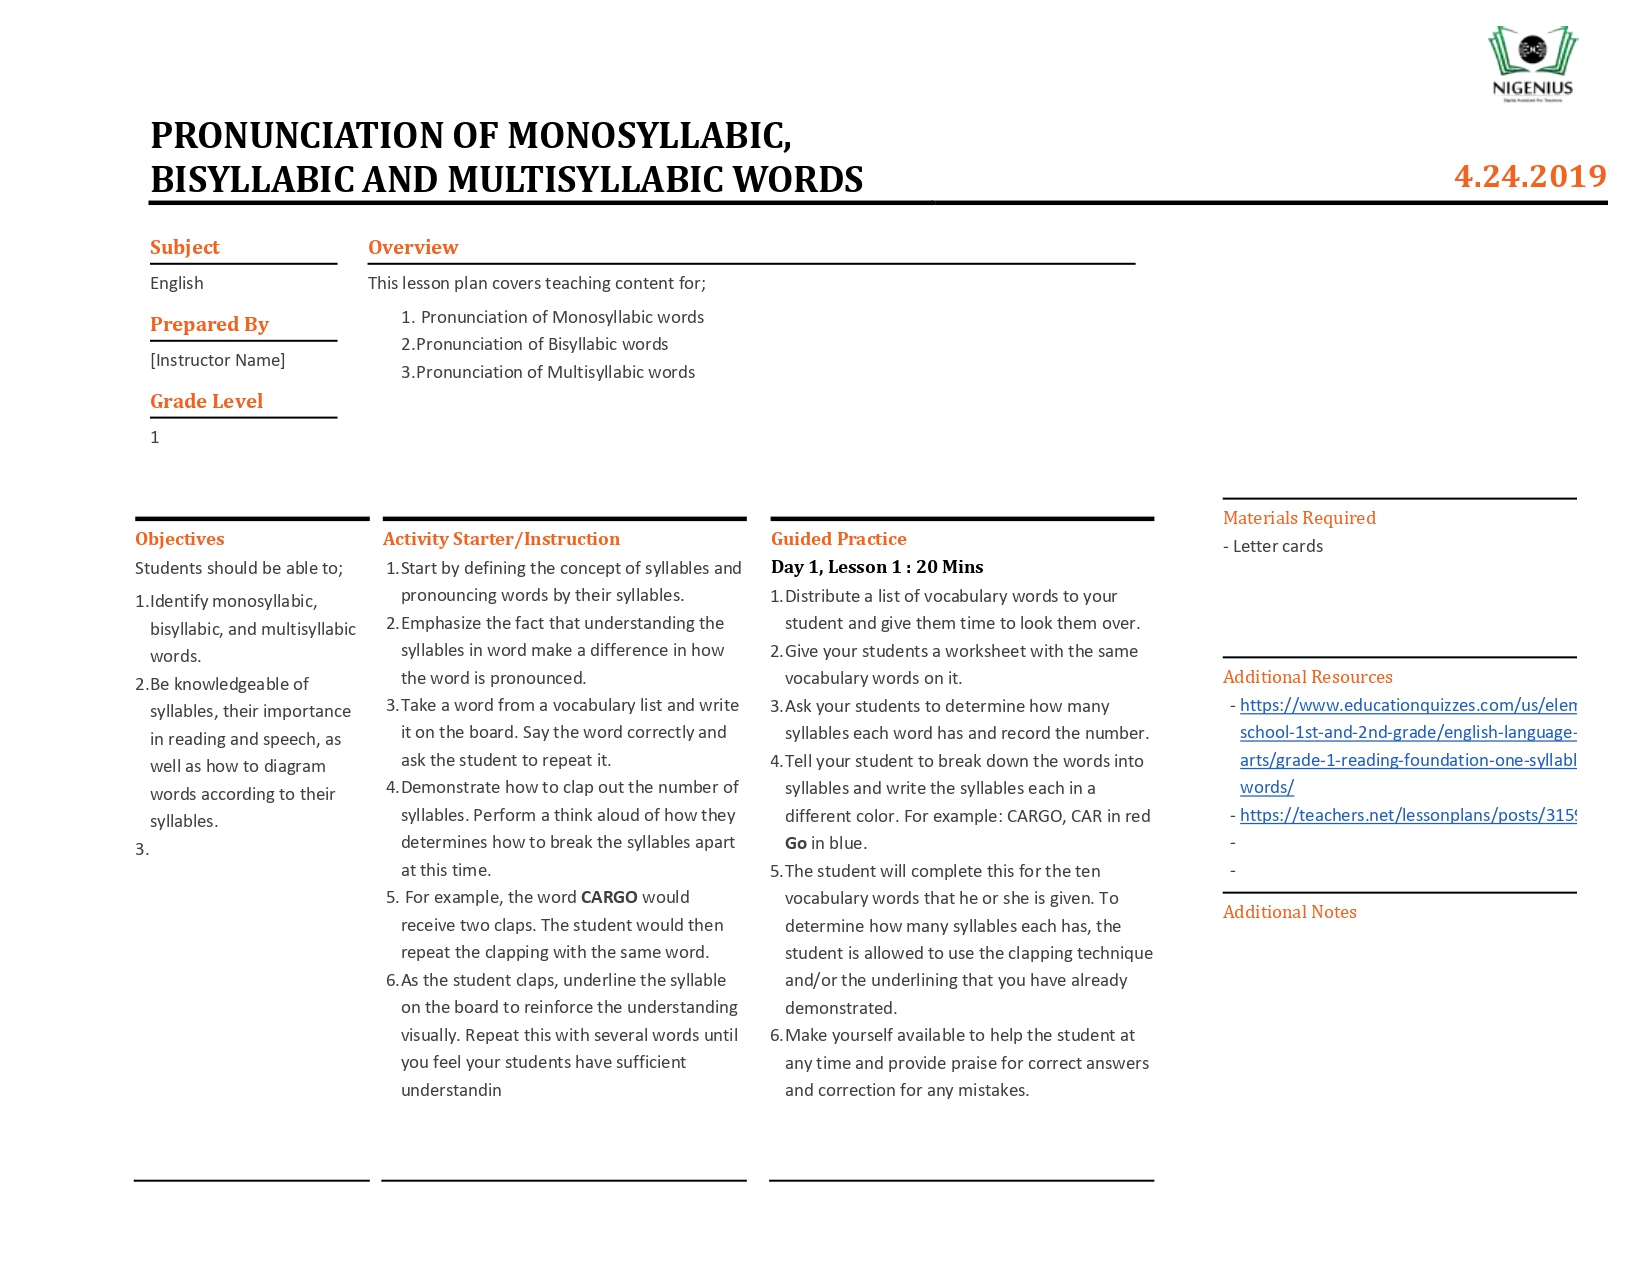 NIGENIUS
Digital Assistant For Teachers
PRONUNCIATION OF MONOSYLLABIC,
BISYLLABIC AND MULTISYLLABIC WORDS
4.24.2019
Subject
English
Prepared By
[Instructor Name]
Grade Level
1
Overview
This lesson plan covers teaching content for;
1. Pronunciation of Monosyllabic words
2.Pronunciation of Bisyllabic words
3.Pronunciation of Multisyllabic words
Objectives
Students should be able to;
1.Identify monosyllabic,
bisyllabic, and multisyllabic
words.
2.Be knowledgeable of
syllables, their importance
in reading and speech, as
well as how to diagram
words according to their
syllables.
3.
Activity Starter/Instruction
1.Start by defining the concept of syllables and
pronouncing words by their syllables.
2.Emphasize the fact that understanding the
syllables in word make a difference in how
the word is pronounced.
3.Take a word from a vocabulary list and write
it on the board. Say the word correctly and
ask the student to repeat it.
4.Demonstrate how to clap out the number of
syllables. Perform a think aloud of how they
determines how to break the syllables apart
at this time.
5. For example, the word CARGO would
receive two claps. The student would then
repeat the clapping with the same word.
6.As the student claps, underline the syllable
on the board to reinforce the understanding
visually. Repeat this with several words until
you feel your students have sufficient
understandin
Guided Practice
Day 1, Lesson 1 : 20 Mins
1.Distribute a list of vocabulary words to your
student and give them time to look them over.
2.Give your students a worksheet with the same
vocabulary words on it.
3.Ask your students to determine how many
syllables each word has and record the number.
4.Tell your student to break down the words into
syllables and write the syllables each in a
different color. For example: CARGO, CAR in red
Go in blue.
5.The student will complete this for the ten
vocabulary words that he or she is given. To
determine how many syllables each has, the
student is allowed to use the clapping technique
and/or the underlining that you have already
demonstrated.
6.Make yourself available to help the student at
any time and provide praise for correct answers
and correction for any mistakes.
Materials Required
- Letter cards
Additional Resources
- https://www.educationquizzes.com/us/elem
school-1st-and-2nd-grade/english-language-
arts/grade-1-reading-foundation-one-syllabl
words/
- https://teachers.net/lessonplans/posts/3159
-
-
Additional Notes